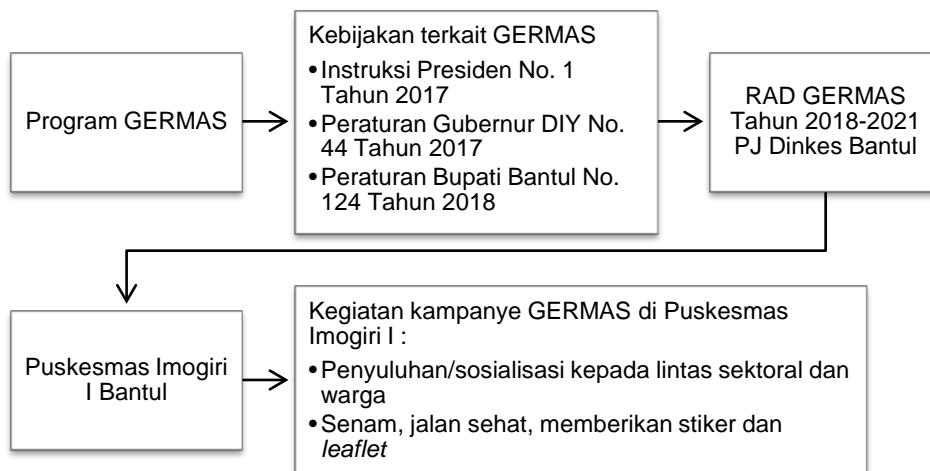 Program GERMAS
Kebijakan terkait GERMAS
•Instruksi Presiden No. 1
Tahun 2017
•Peraturan Gubernur DIY No.
44 Tahun 2017
•Peraturan Bupati Bantul No.
124 Tahun 2018
RAD GERMAS
Tahun 2018-2021
PJ Dinkes Bantul
Puskesmas Imogiri
I Bantul
Kegiatan kampanye GERMAS di Puskesmas
Imogiri I :
•Penyuluhan/sosialisasi kepada lintas sektoral dan
warga
•Senam, jalan sehat, memberikan stiker dan
leaflet